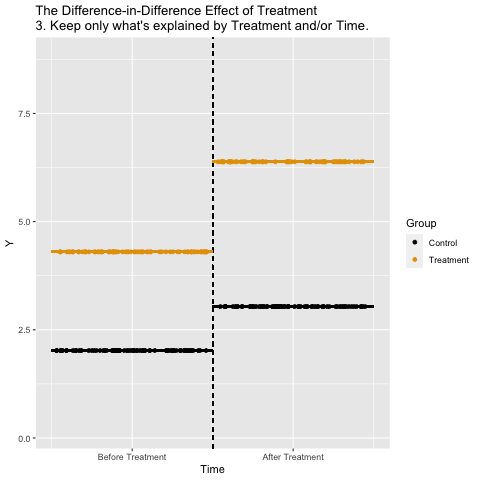 The Difference-in-Difference Effect of Treatment
3. Keep only what's explained by Treatment and/or Time.
Y
7.5
5.0
2.5
0.0
Before Treatment
After Treatment
Time
Group
Control
Treatment